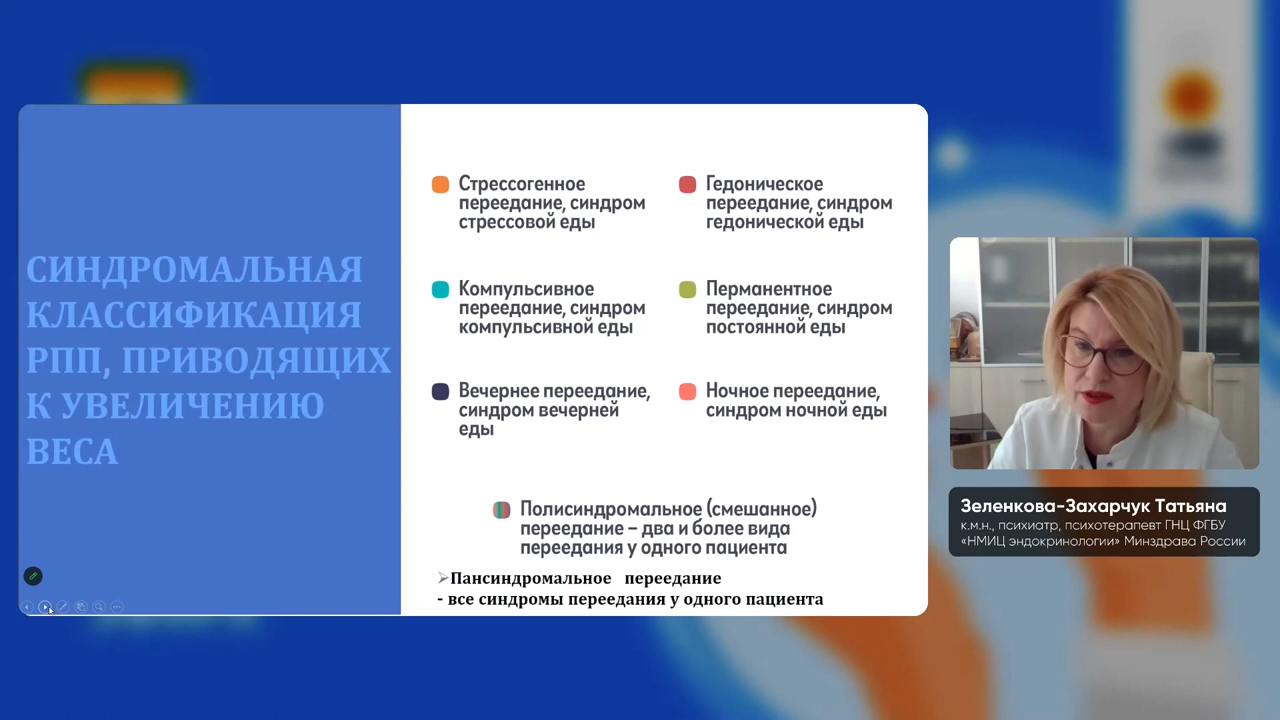 СИНДРОМАЛЬНАЯ
КЛАССИФИКАЦИЯ
РПП, ПРИВОДЯЩИХ
К УВЕЛИЧЕНИЮ
ВЕСА
Стрессогенное
переедание, синдром
стрессовой еды
Гедоническое
переедание, синдром
гедонической еды
Компульсивное
переедание, синдром
компульсивной еды
Перманентное
переедание, синдром
постоянной еды
Вечернее переедание,
синдром вечерней
еды
Ночное переедание,
синдром ночной еды
Полисиндромальное (смешанное)
переедание – два и более вида
переедания у одного пациента
Пансиндромальное переедание
- все синдромы переедания у одного пациента
Зеленкова-Захарчук Татьяна
к.м.н., психиатр, психотерапевт ГНЦ ФГБУ
«НМИЦ эндокринологии» Минздрава России